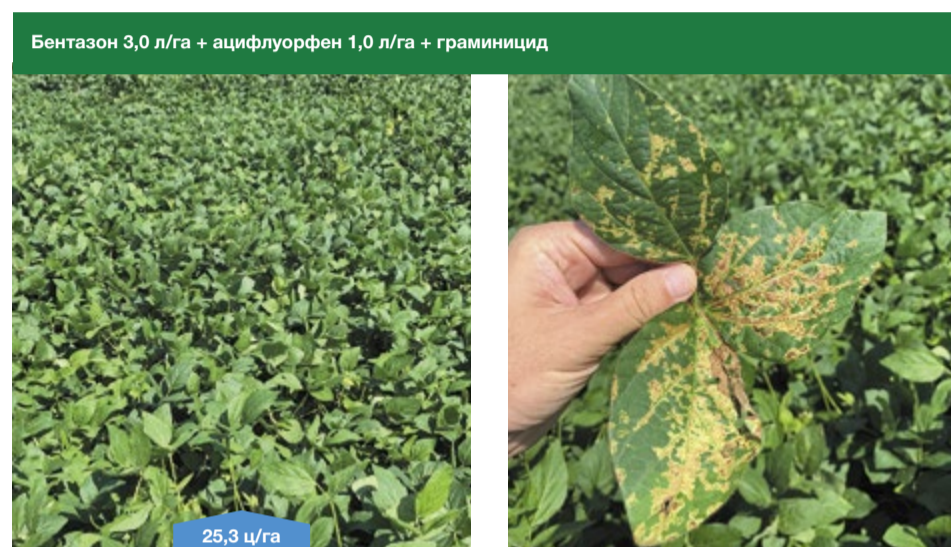 Бентазон 3,0 л/га + ацифлуорфен 1,0 л/га + граминицид
25,3 ц/га